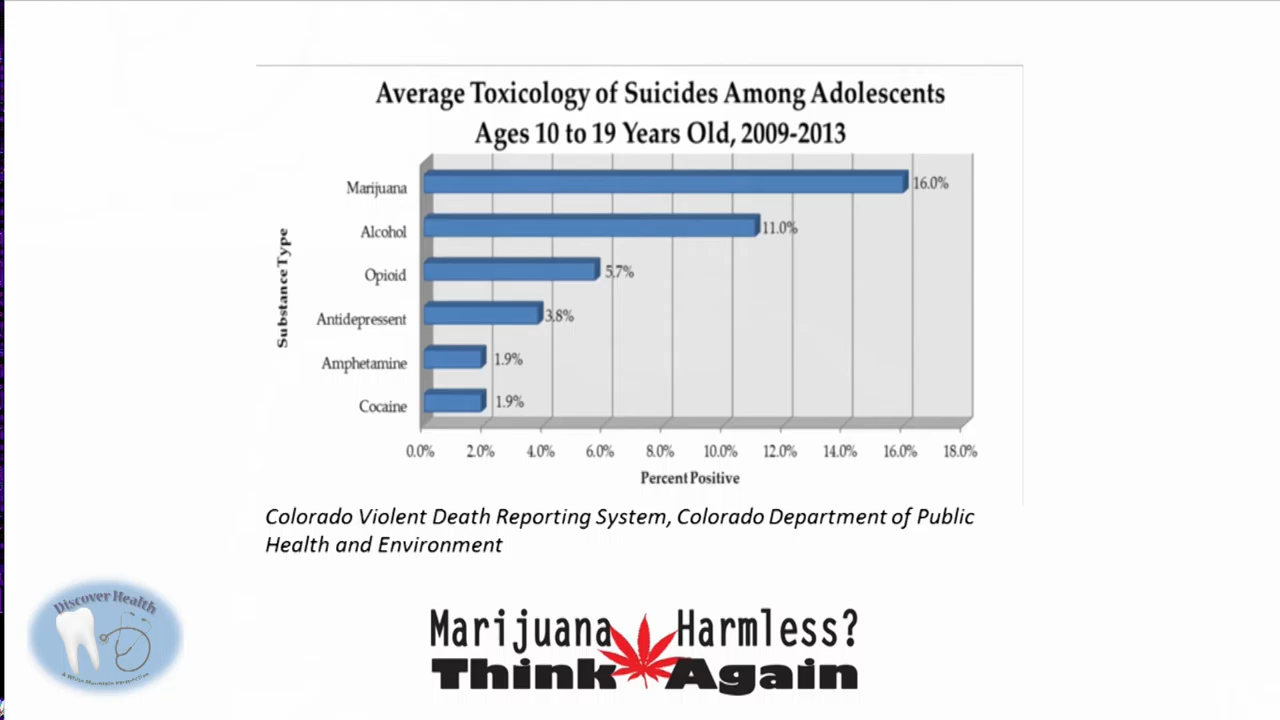 Average Toxicology of Suicides Among Adolescents
Ages 10 to 19 Years Old, 2009-2013
Substance Type
Marijuana 16.0%
Alcohol 11.0%
Opioid 5.7%
Antidepressent 3.8%
Amphetamine 1.9%
Cocaine 1.9%
0.0% 2.0% 4.0% 6.0% 8.0% 10.0% 12.0% 14.0% 16.0% 18.0%
Percent Positive
Colorado Violent Death Reporting System, Colorado Department of Public
Health and Environment
Discover Health
A White Mountain Perspective
Marijuana Harmless?
Think Again